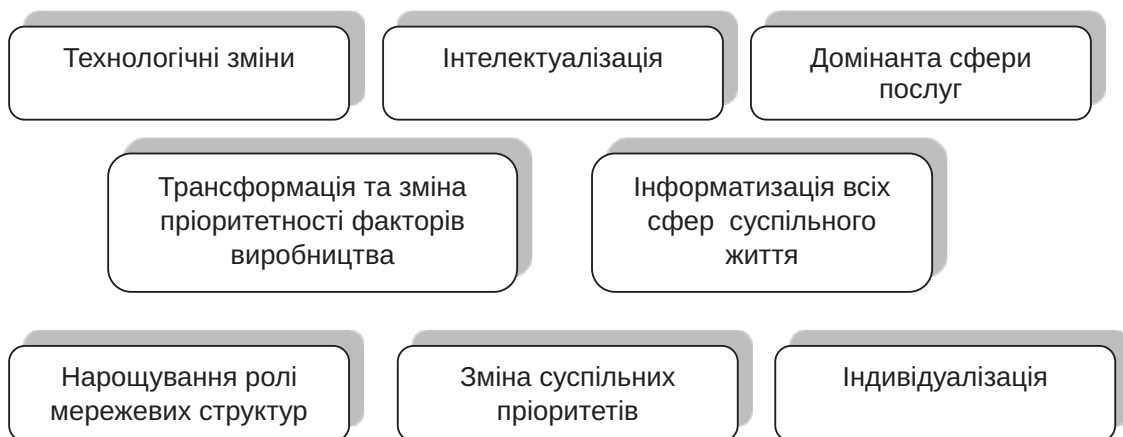 Технологічні зміни
Інтелектуалізація
Домінанта сфери
послуг
Трансформація та зміна
пріоритетності факторів
виробництва
Інформатизація всіх
сфер суспільного
життя
Нарощування ролі
мережевих структур
Зміна суспільних
пріоритетів
Індивідуалізація